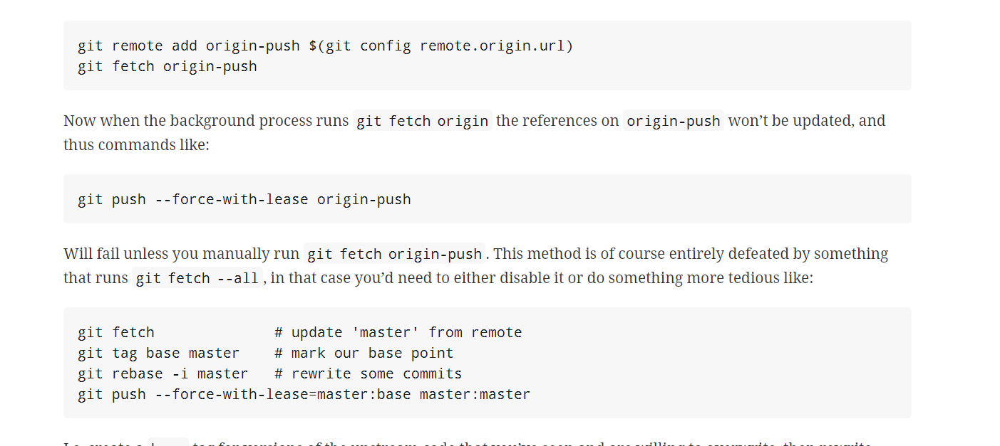 git remote add origin-push $(git config remote.origin.url)
git fetch origin-push
Now when the background process runs git fetch origin the references on origin-push won’t be updated, and
thus commands like:
git push --force-with-lease origin-push
Will fail unless you manually run git fetch origin-push. This method is of course entirely defeated by something
that runs git fetch --all, in that case you’d need to either disable it or do something more tedious like:
git fetch              # update 'master' from remote
git tag base master    # mark our base point
git rebase -i master   # rewrite some commits
git push --force-with-lease=master:base master:master